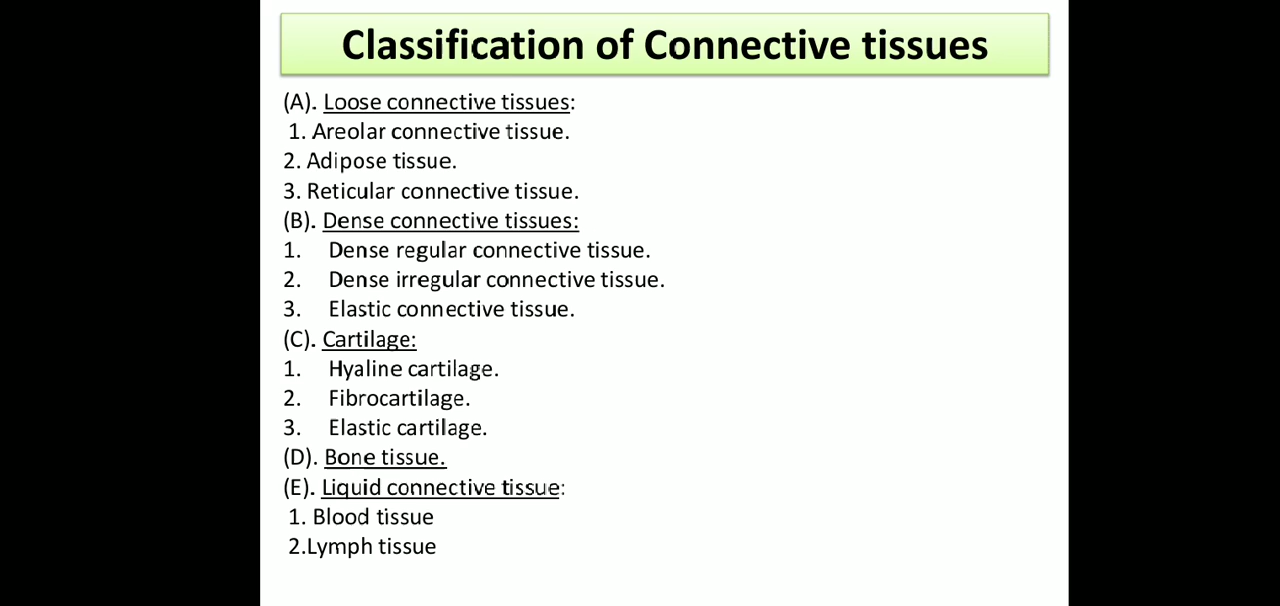 Classification of Connective tissues
(A). Loose connective tissues:
1. Areolar connective tissue.
2. Adipose tissue.
3. Reticular connective tissue.
(B). Dense connective tissues:
1. Dense regular connective tissue.
2. Dense irregular connective tissue.
3. Elastic connective tissue.
(C). Cartilage:
1. Hyaline cartilage.
2. Fibrocartilage.
3. Elastic cartilage.
(D). Bone tissue.
(E). Liquid connective tissue:
1. Blood tissue
2.Lymph tissue